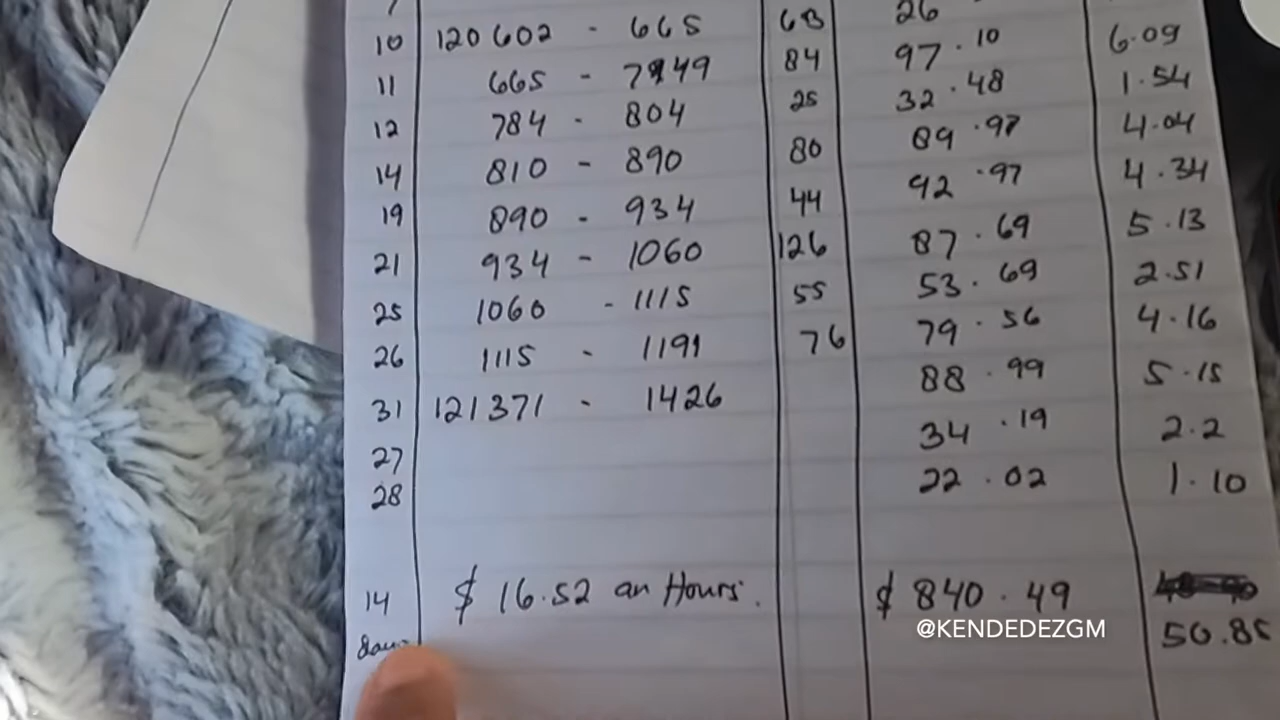 10 120602 - 665 68 26
11 665 - 7949 84 97.10 6.09
12 784 - 804 25 32.48 1.54
14 810 - 890 80 89.97 4.04
19 890 - 934 44 92.97 4.34
21 934 - 1060 126 87.69 5.13
25 1060 - 1115 55 53.69 2.51
26 1115 - 1191 76 79.56 4.16
31 121371 - 1426 88.99 5.15
27 34.19 2.2
28 22.02 1.10
14 $ 16.52 an Hours. $ 840.49
50.85
@KENDEDEZGM